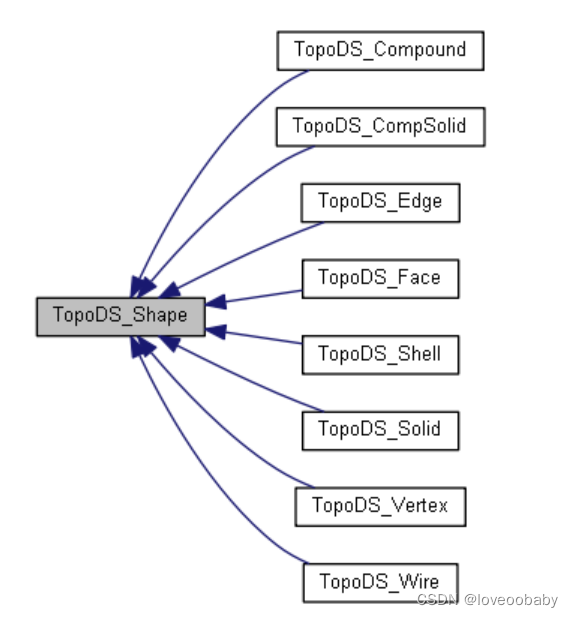 TopoDS_Compound
TopoDS_CompSolid
TopoDS_Edge
TopoDS_Face
TopoDS_Shape
TopoDS_Shell
TopoDS_Solid
TopoDS_Vertex
TopoDS_Wire
CSDN @loveoobaby